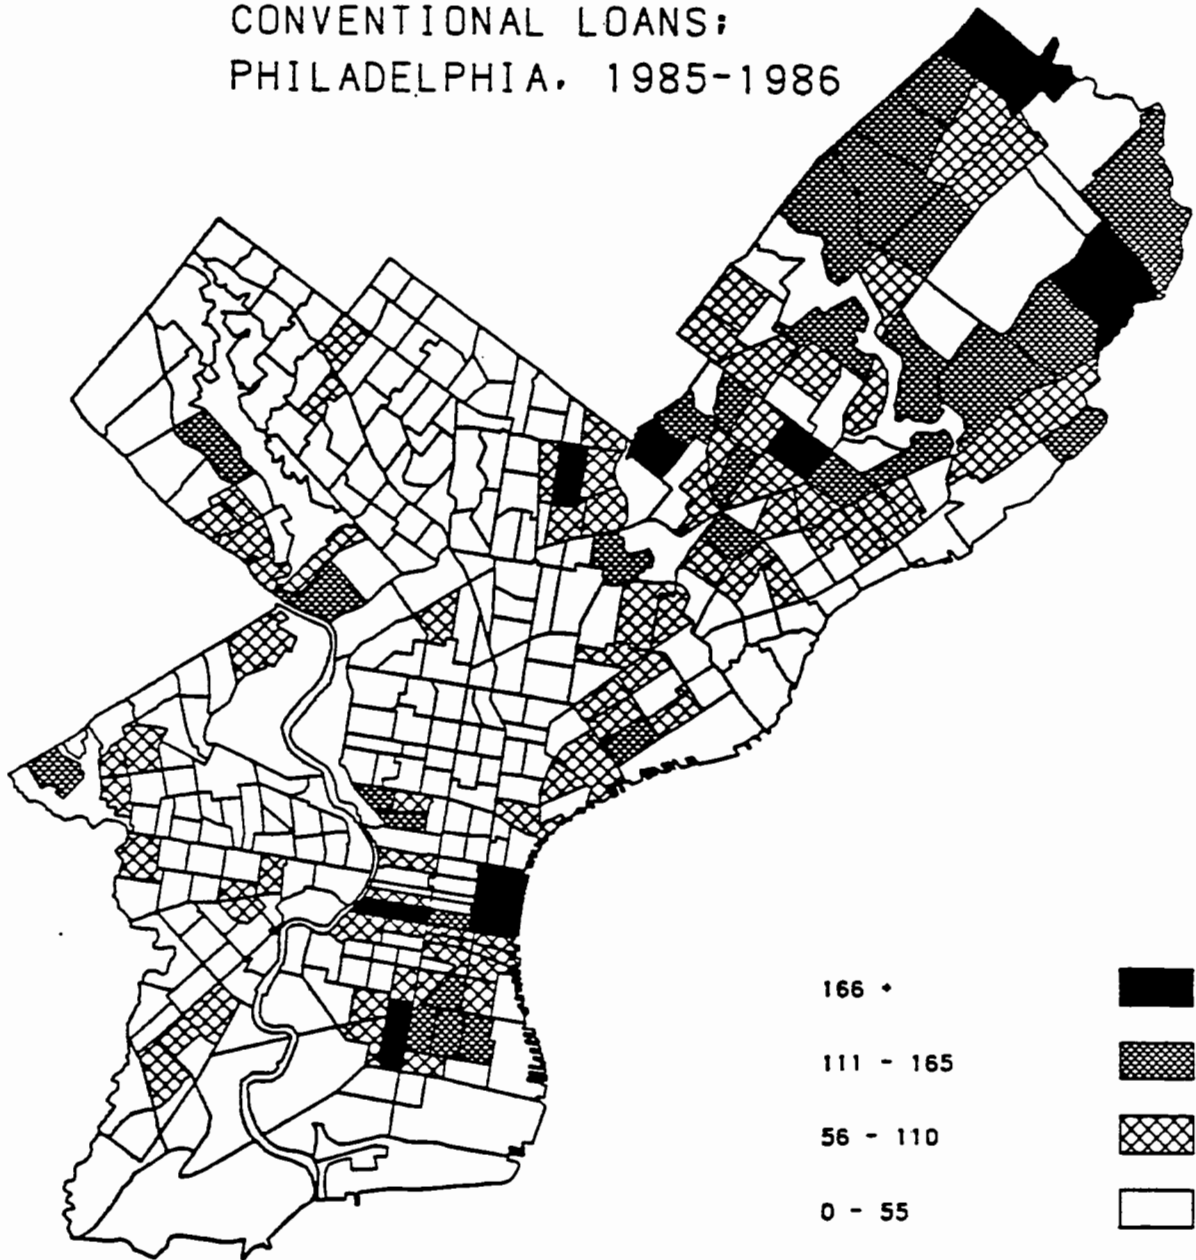 CONVENTIONAL LOANS;
PHILADELPHIA, 1985-1986
166 +
111 - 165
56 - 110
0 - 55